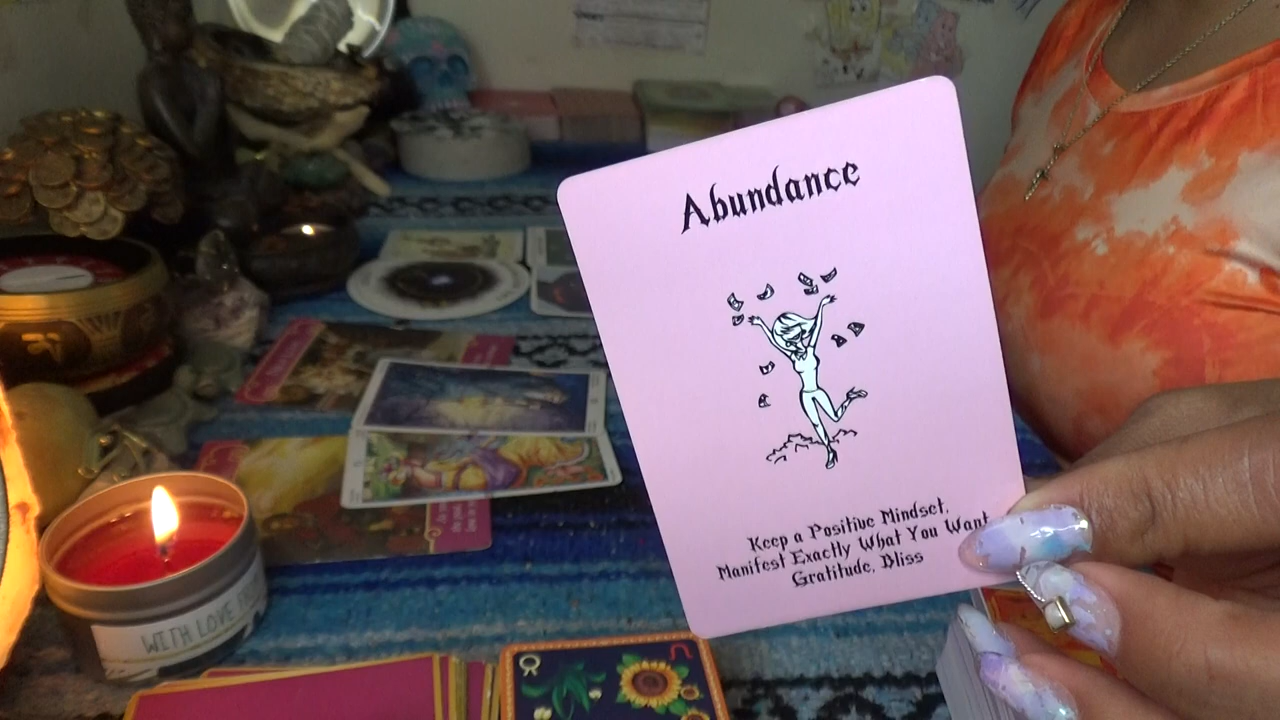 Abundance
Keep a Positive Mindset,
Manifest Exactly What You Want
Gratitude, Bliss
WITH LOVE